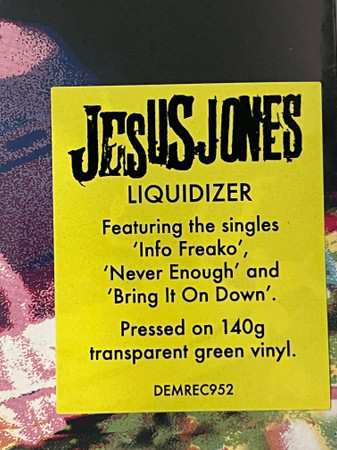 JESUS JONES
LIQUIDIZER
Featuring the singles
‘Info Freako’,
‘Never Enough’ and
‘Bring It On Down’.
Pressed on 140g
transparent green vinyl.
DEMREC952